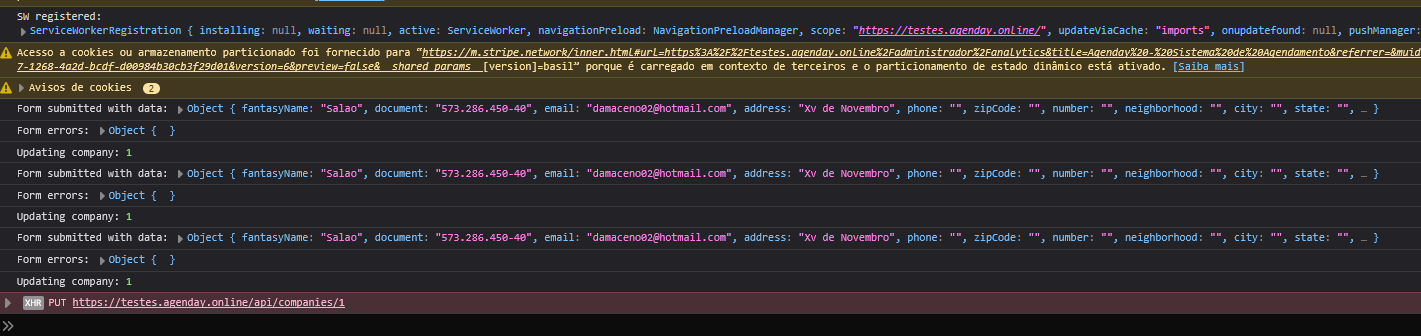 SW registered:
ServiceWorkerRegistration { installing: null, waiting: null, active: ServiceWorker, navigationPreload: NavigationPreloadManager, scope: "https://testes.agenday.online/", updateViaCache: "imports", onupdatefound: null, pushManager:
Acesso a cookies ou armazenamento particionado foi fornecido para “https://m.stripe.network/inner.html#url=https%3A%2F%2Ftestes.agenday.online%2Fadministrador%2Fanalytics&title=Agenday%20-%20Sistema%20de%20Agendamento&referrer=&muid
7-1268-4a2d-bcdf-d00984b30cb3f29d01&version=6&preview=false&__shared_params__[version]=basil” porque é carregado em contexto de terceiros e o particionamento de estado dinâmico está ativado. [Saiba mais]
Avisos de cookies 2
Form submitted with data: Object { fantasyName: "Salao", document: "573.286.450-40", email: "damaceno02@hotmail.com", address: "Xv de Novembro", phone: "", zipCode: "", number: "", neighborhood: "", city: "", state: "", … }
Form errors: Object { }
Updating company: 1
Form submitted with data: Object { fantasyName: "Salao", document: "573.286.450-40", email: "damaceno02@hotmail.com", address: "Xv de Novembro", phone: "", zipCode: "", number: "", neighborhood: "", city: "", state: "", … }
Form errors: Object { }
Updating company: 1
Form submitted with data: Object { fantasyName: "Salao", document: "573.286.450-40", email: "damaceno02@hotmail.com", address: "Xv de Novembro", phone: "", zipCode: "", number: "", neighborhood: "", city: "", state: "", … }
Form errors: Object { }
Updating company: 1
XHR PUT https://testes.agenday.online/api/companies/1